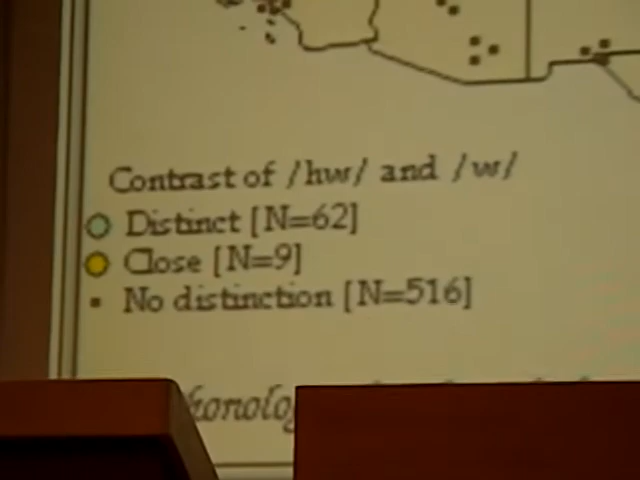 Contrast of /hw/ and /w/
Distinct [N=62]
Close [N=9]
No distinction [N=516]